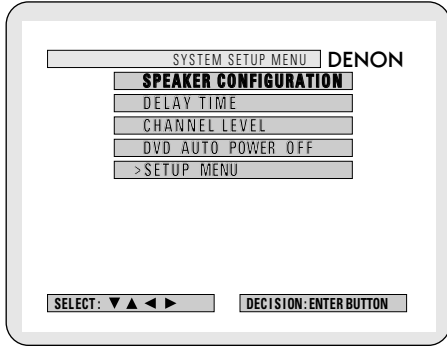 SYSTEM SETUP MENU DENON
SPEAKER CONFIGURATION
DELAY TIME
CHANNEL LEVEL
DVD AUTO POWER OFF
>SETUP MENU
SELECT: ▼ ▲ ◄ ► DECISION: ENTER BUTTON